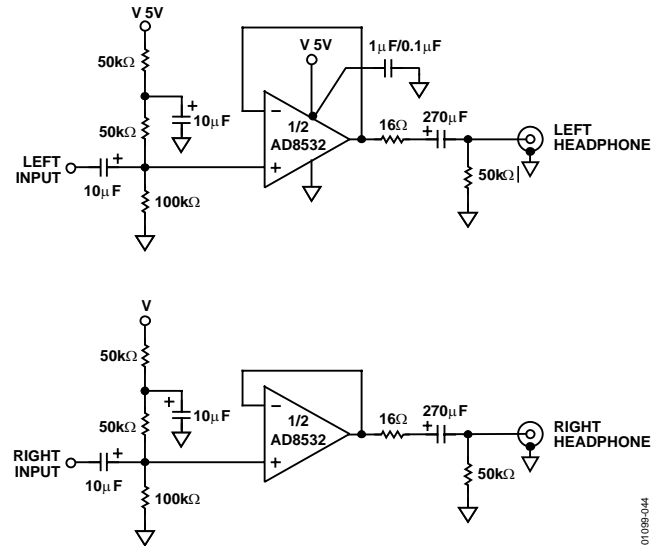 V 5V
50kΩ
V 5V
1μF/0.1μF
50kΩ
+
10μF
−
1/2
AD8532
+
16Ω
270μF
+
LEFT
HEADPHONE
LEFT
INPUT
+
10μF
100kΩ
50kΩ|
V
50kΩ
50kΩ
+
10μF
−
1/2
AD8532
+
16Ω
270μF
+
RIGHT
HEADPHONE
RIGHT
INPUT
+
10μF
100kΩ
50kΩ
01099-044